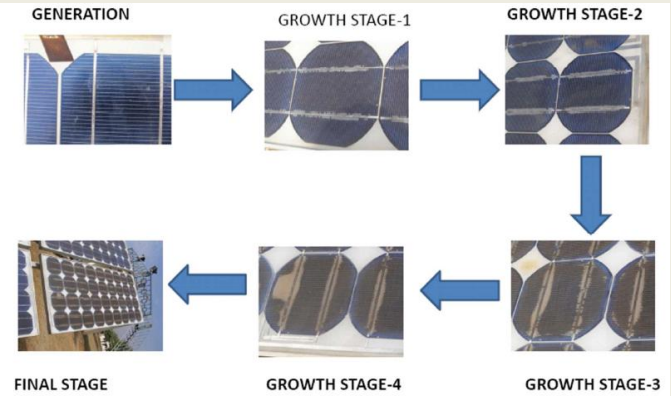 GENERATION
GROWTH STAGE-1
GROWTH STAGE-2
FINAL STAGE
GROWTH STAGE-4
GROWTH STAGE-3